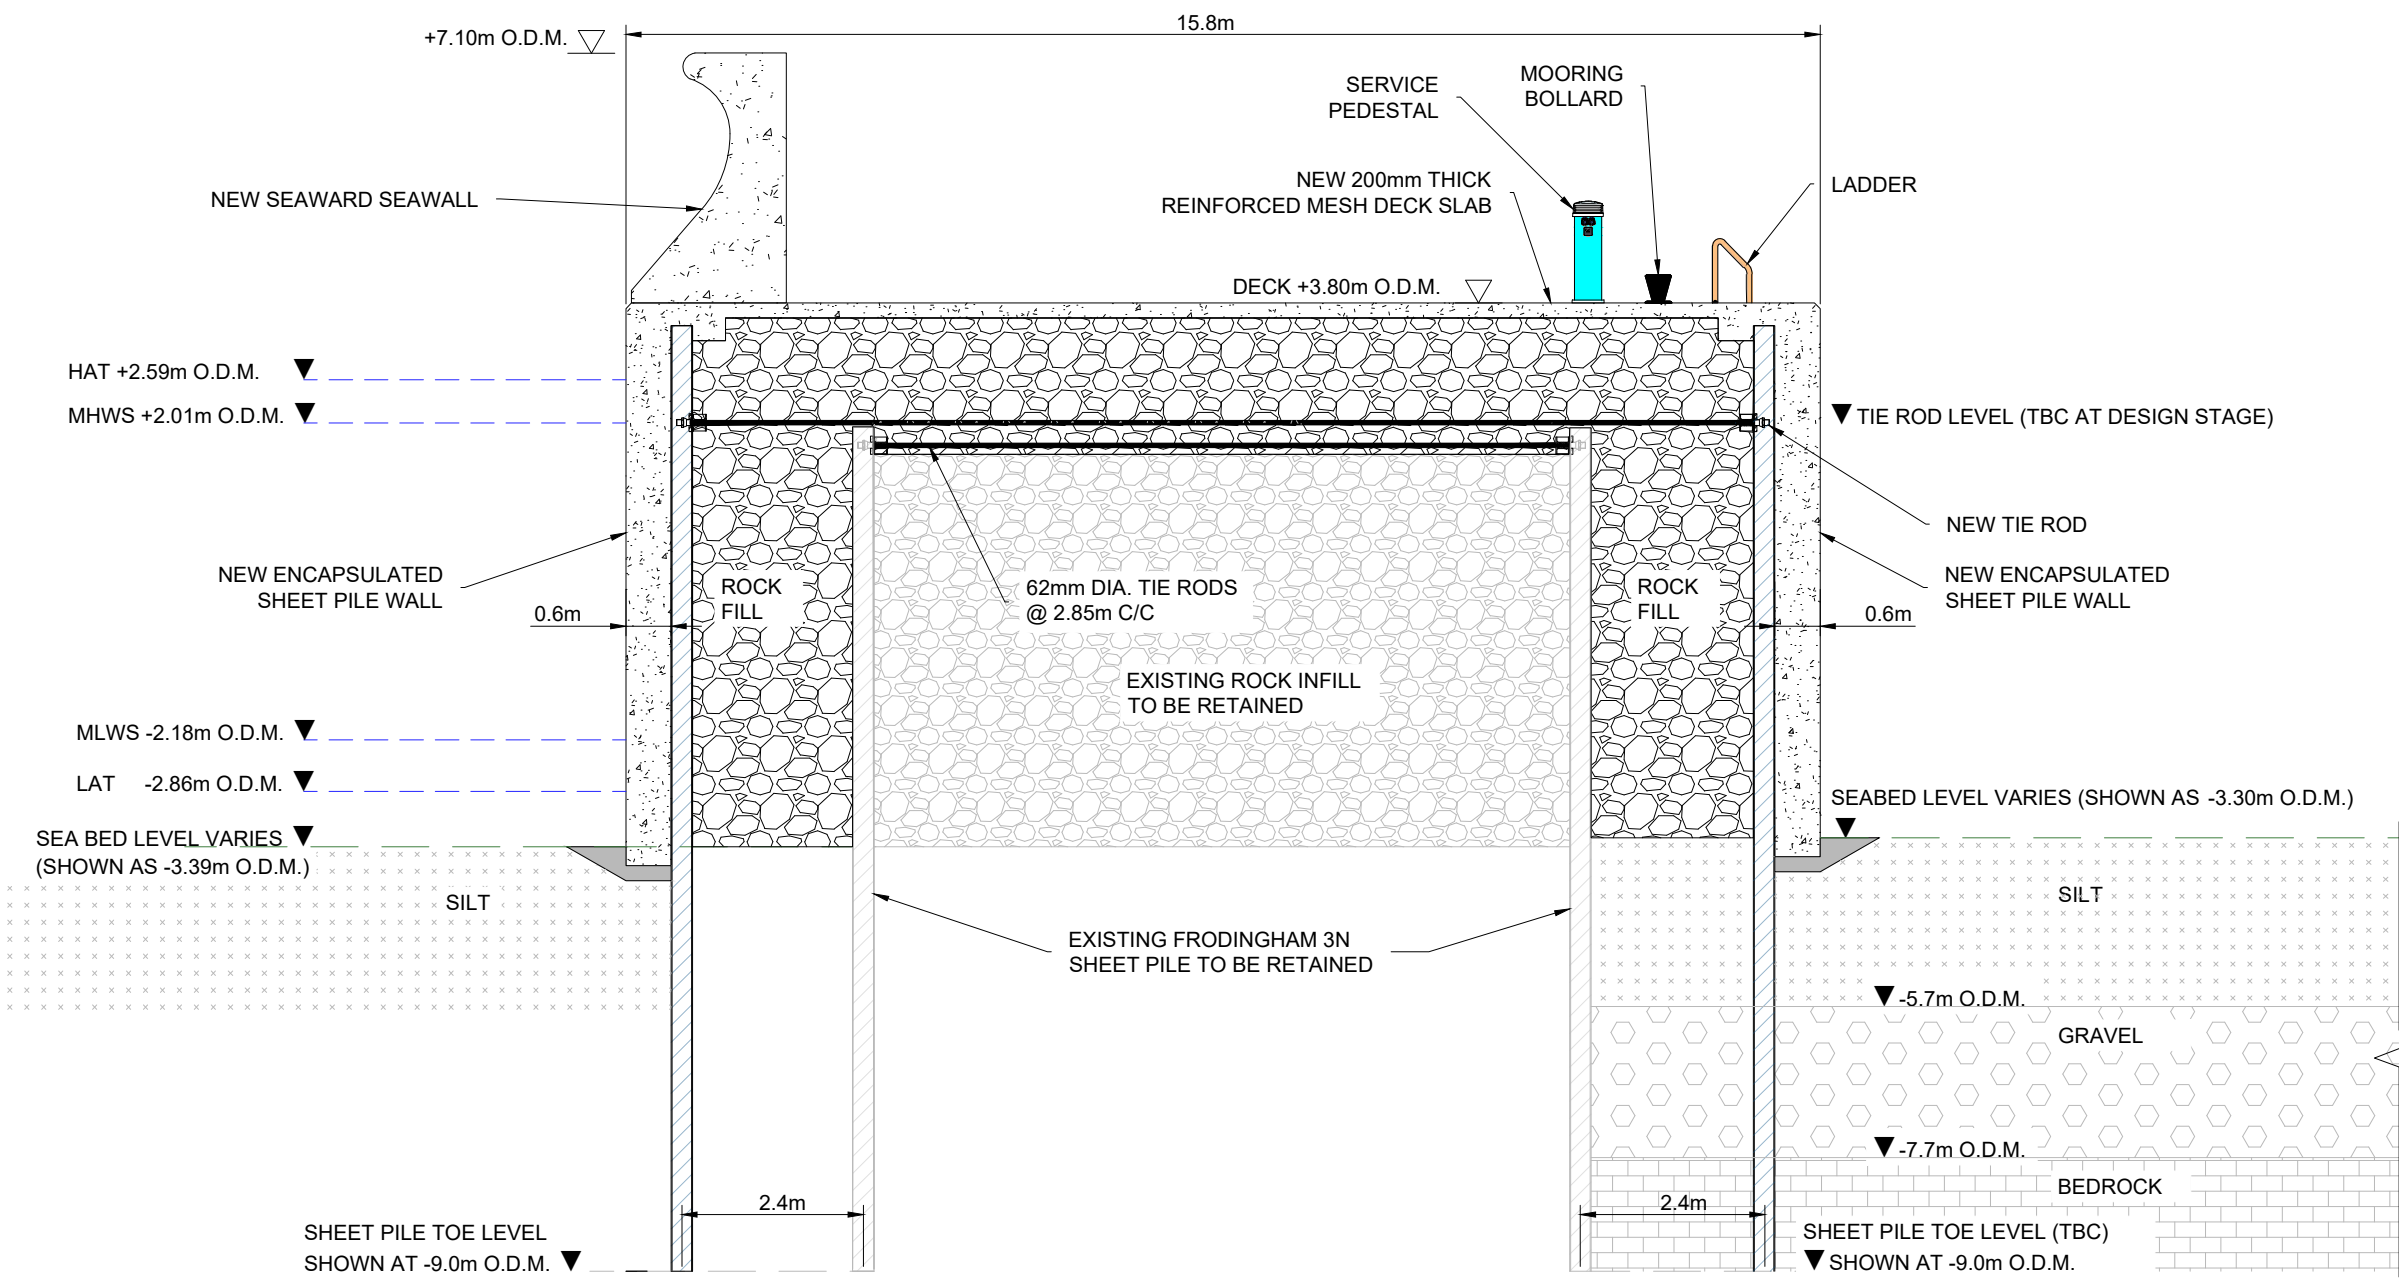 15.8m
+7.10m O.D.M.
SERVICE
PEDESTAL
MOORING
BOLLARD
NEW SEAWARD SEAWALL
NEW 200mm THICK
REINFORCED MESH DECK SLAB
LADDER
DECK +3.80m O.D.M.
HAT +2.59m O.D.M.
MHWS +2.01m O.D.M.
TIE ROD LEVEL (TBC AT DESIGN STAGE)
NEW TIE ROD
NEW ENCAPSULATED
SHEET PILE WALL
0.6m
ROCK
FILL
62mm DIA. TIE RODS
@ 2.85m C/C
ROCK
FILL
NEW ENCAPSULATED
SHEET PILE WALL
0.6m
EXISTING ROCK INFILL
TO BE RETAINED
MLWS -2.18m O.D.M.
LAT -2.86m O.D.M.
SEABED LEVEL VARIES (SHOWN AS -3.30m O.D.M.)
SEA BED LEVEL VARIES
(SHOWN AS -3.39m O.D.M.)
SILT
SILT
EXISTING FRODINGHAM 3N
SHEET PILE TO BE RETAINED
-5.7m O.D.M.
GRAVEL
-7.7m O.D.M.
BEDROCK
2.4m
2.4m
SHEET PILE TOE LEVEL
SHOWN AT -9.0m O.D.M.
SHEET PILE TOE LEVEL (TBC)
SHOWN AT -9.0m O.D.M.